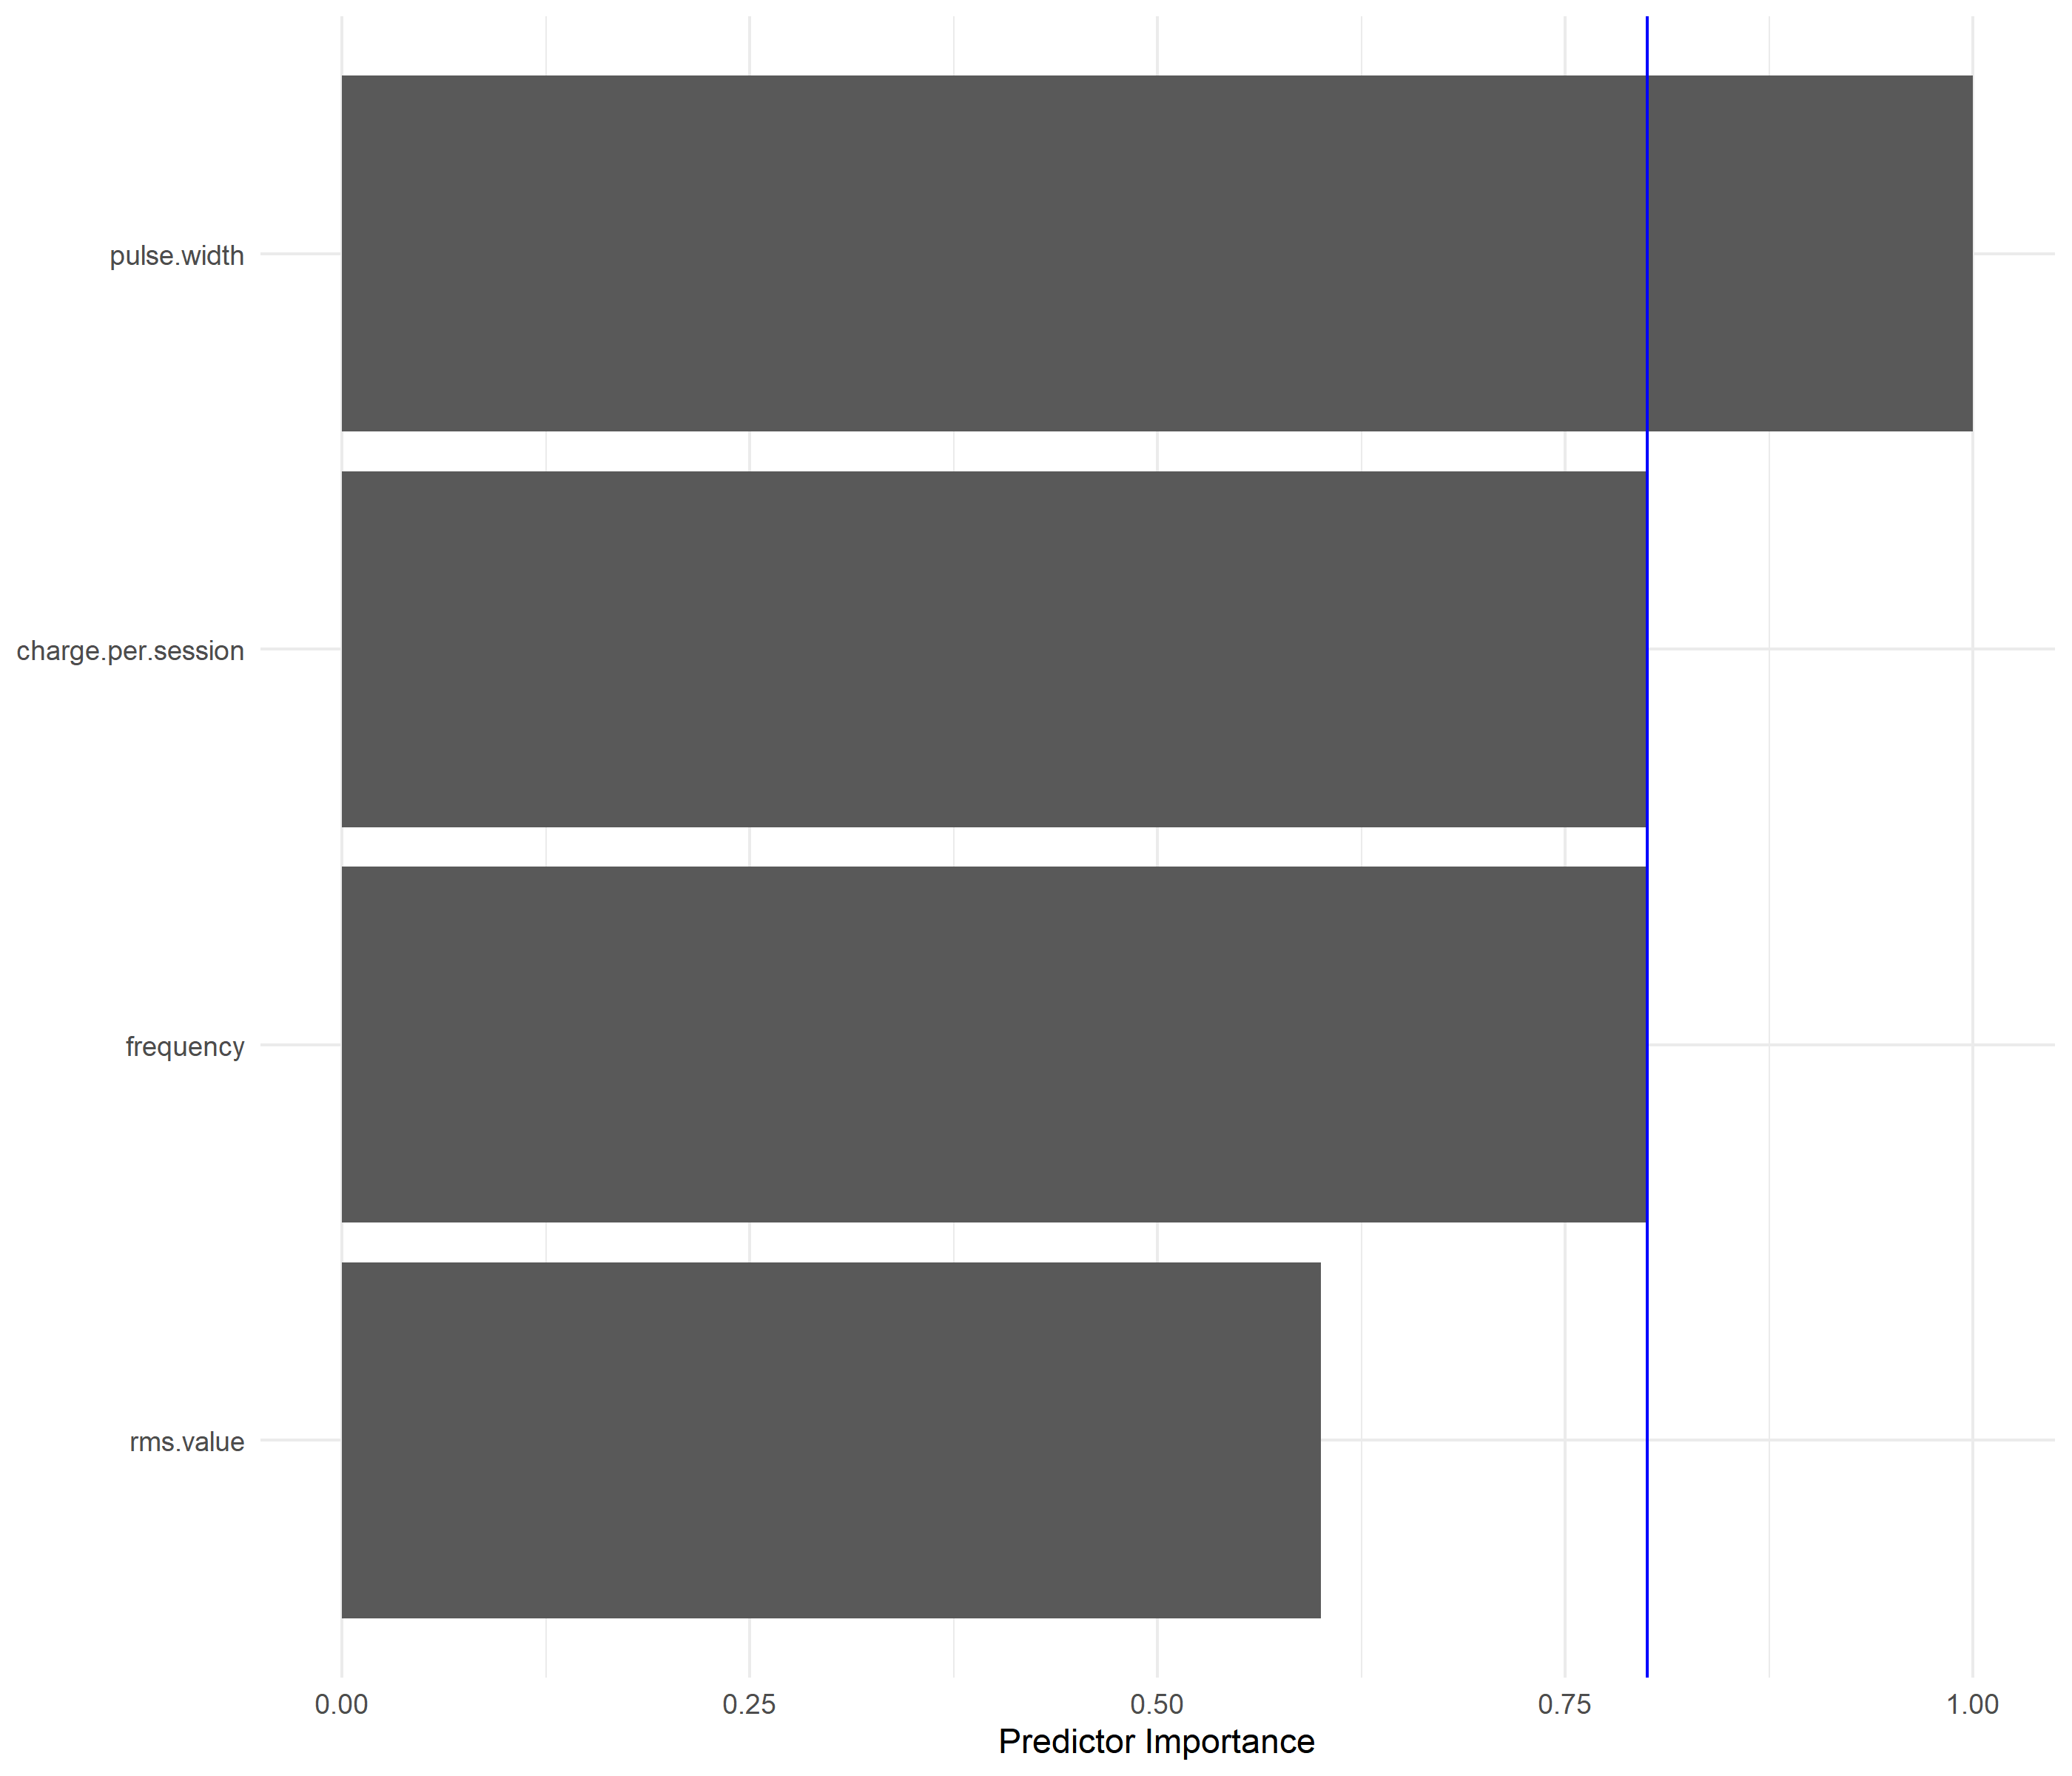 pulse.width
charge.per.session
frequency
rms.value
0.00 0.25 0.50 0.75 1.00
Predictor Importance